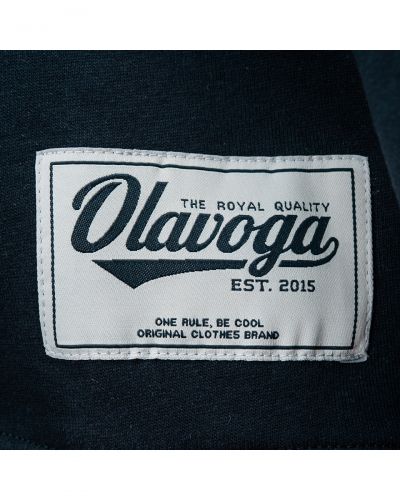 THE ROYAL QUALITY
Olavoga
EST. 2015
ONE RULE, BE COOL
ORIGINAL CLOTHES BRAND